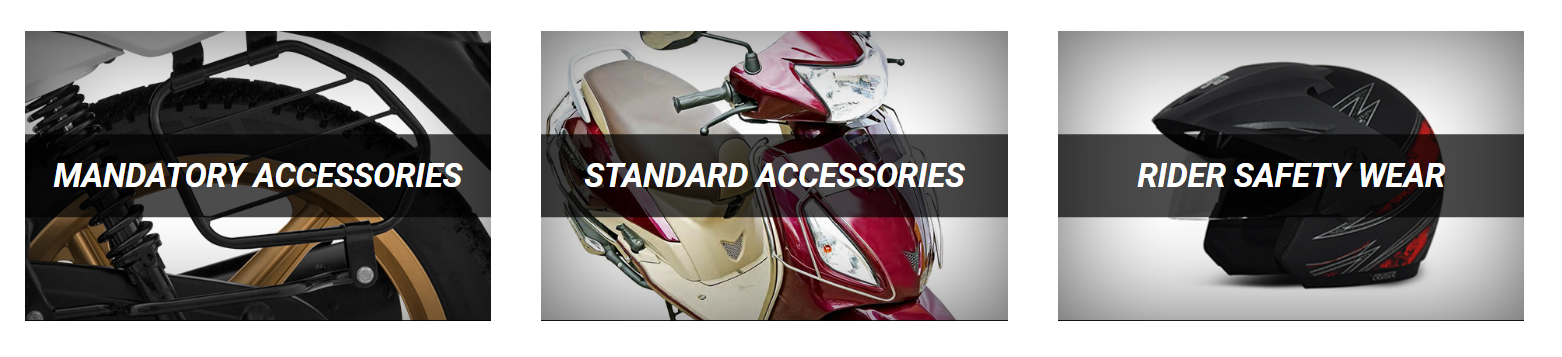 MANDATORY ACCESSORIES
STANDARD ACCESSORIES
RIDER SAFETY WEAR